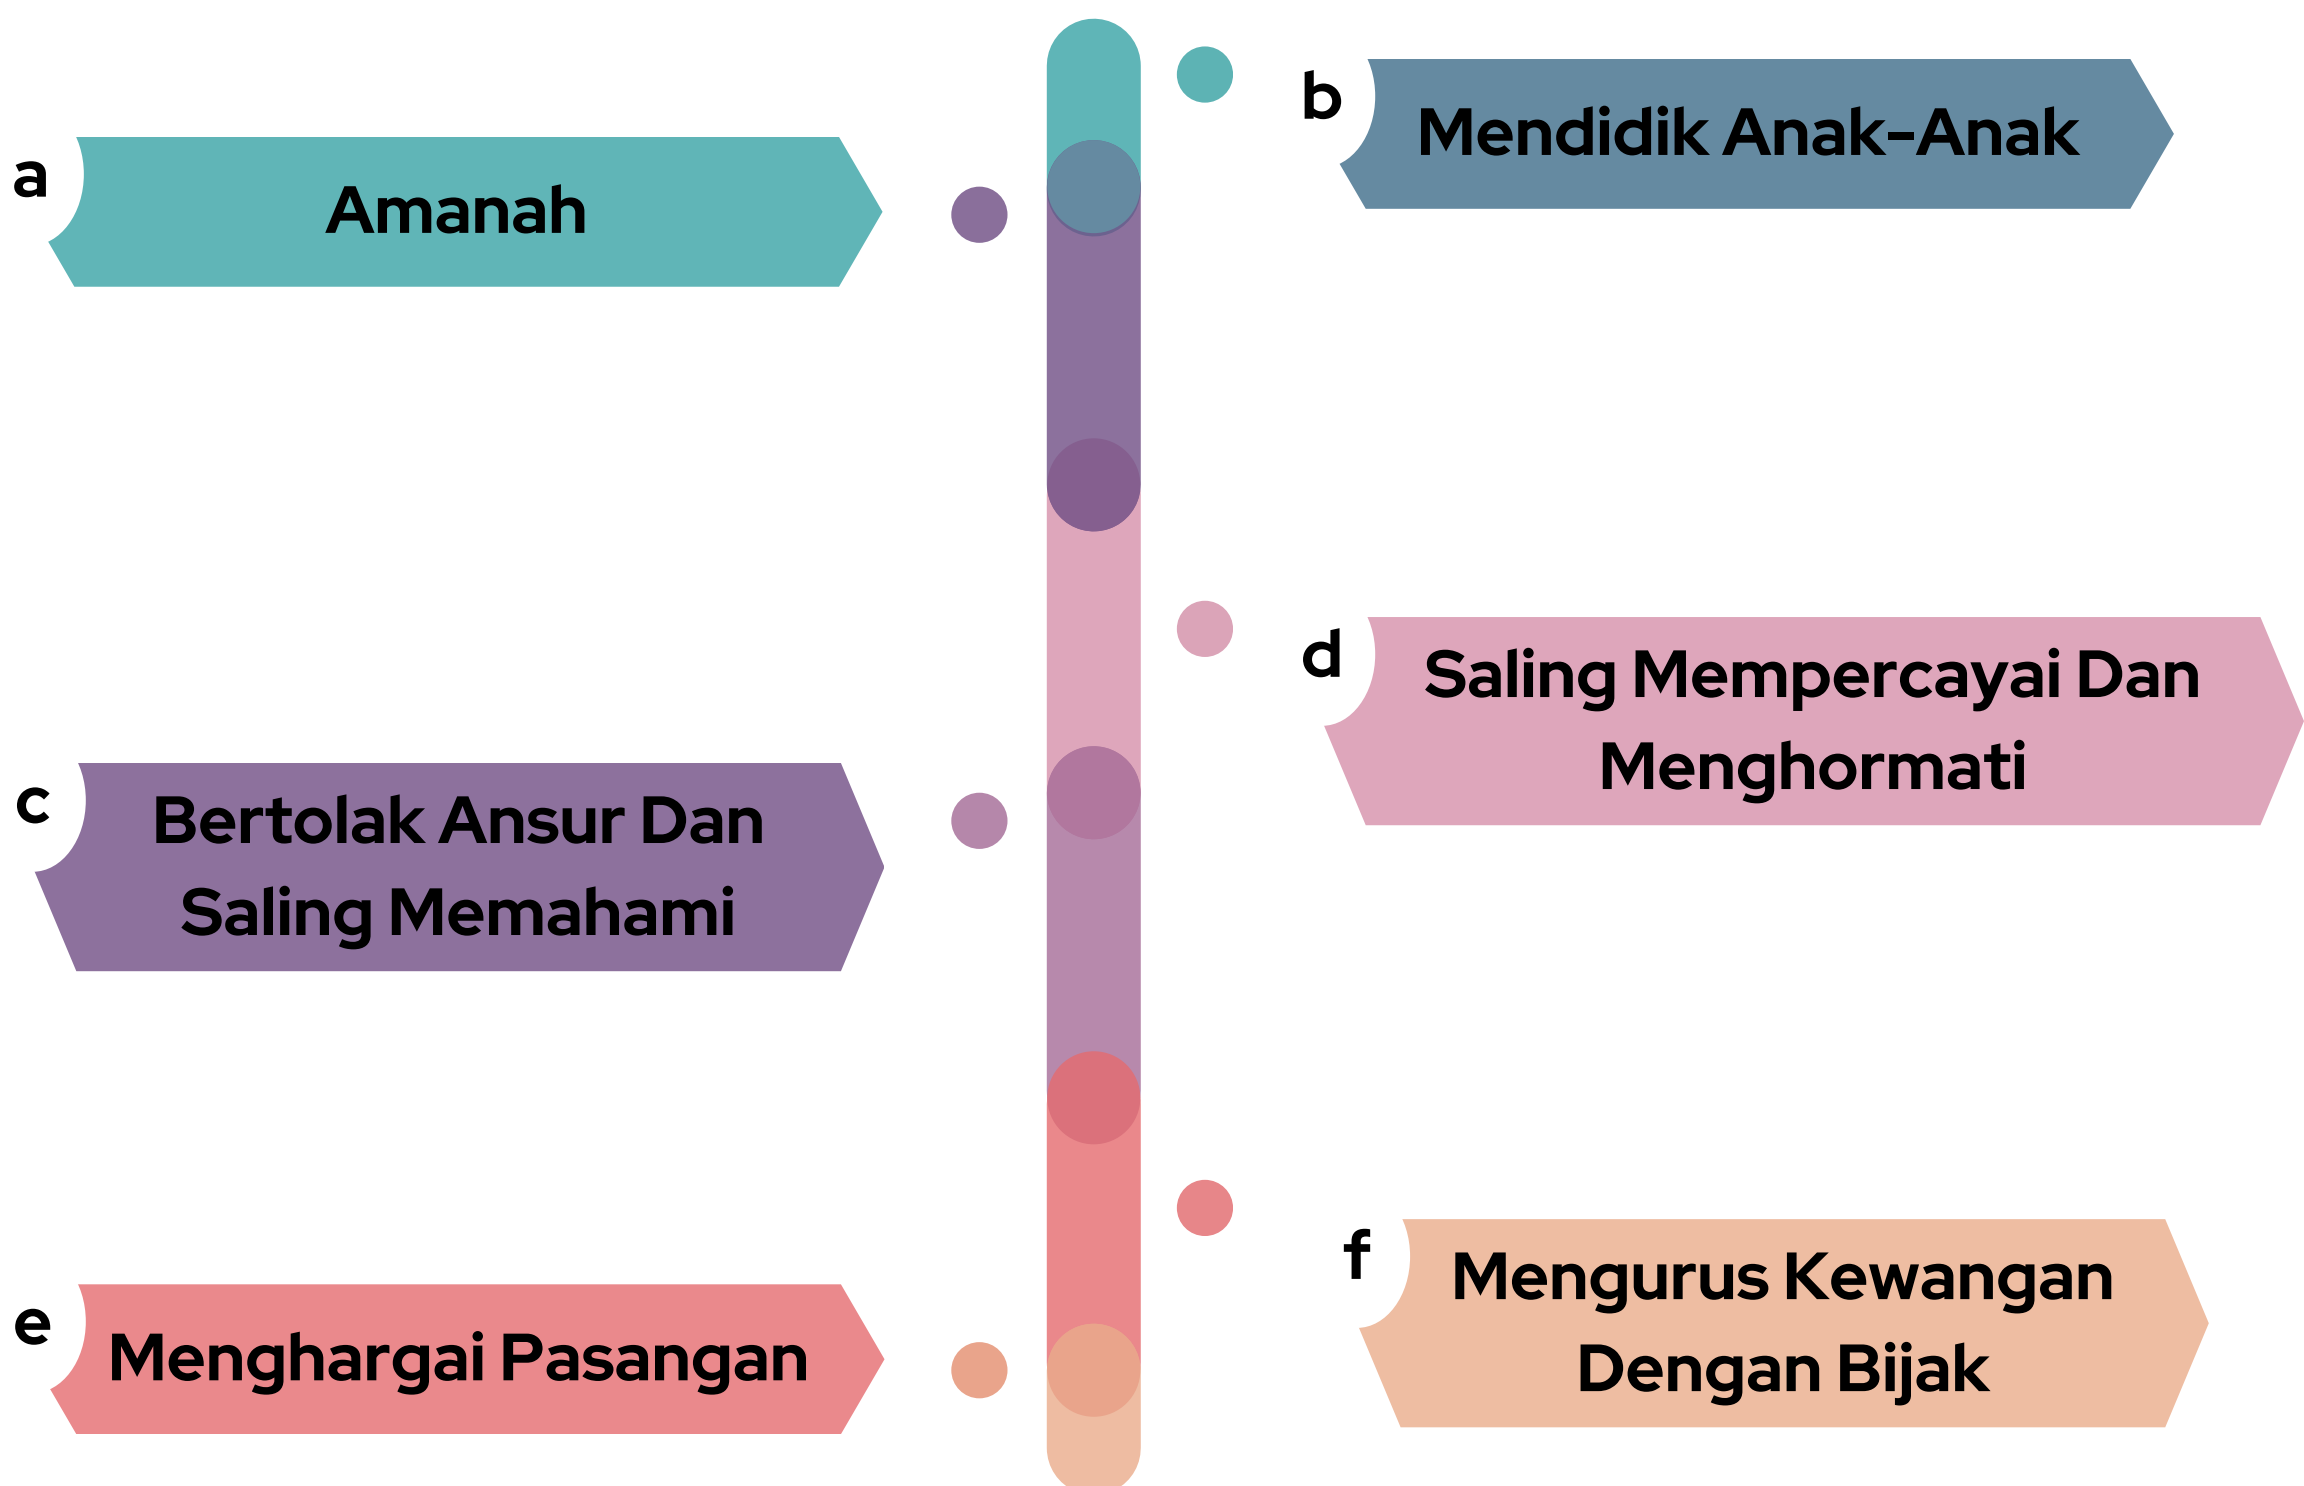 a
Amanah
b
Mendidik Anak-Anak
c
Bertolak Ansur Dan
Saling Memahami
d
Saling Mempercayai Dan
Menghormati
e
Menghargai Pasangan
f
Mengurus Kewangan
Dengan Bijak